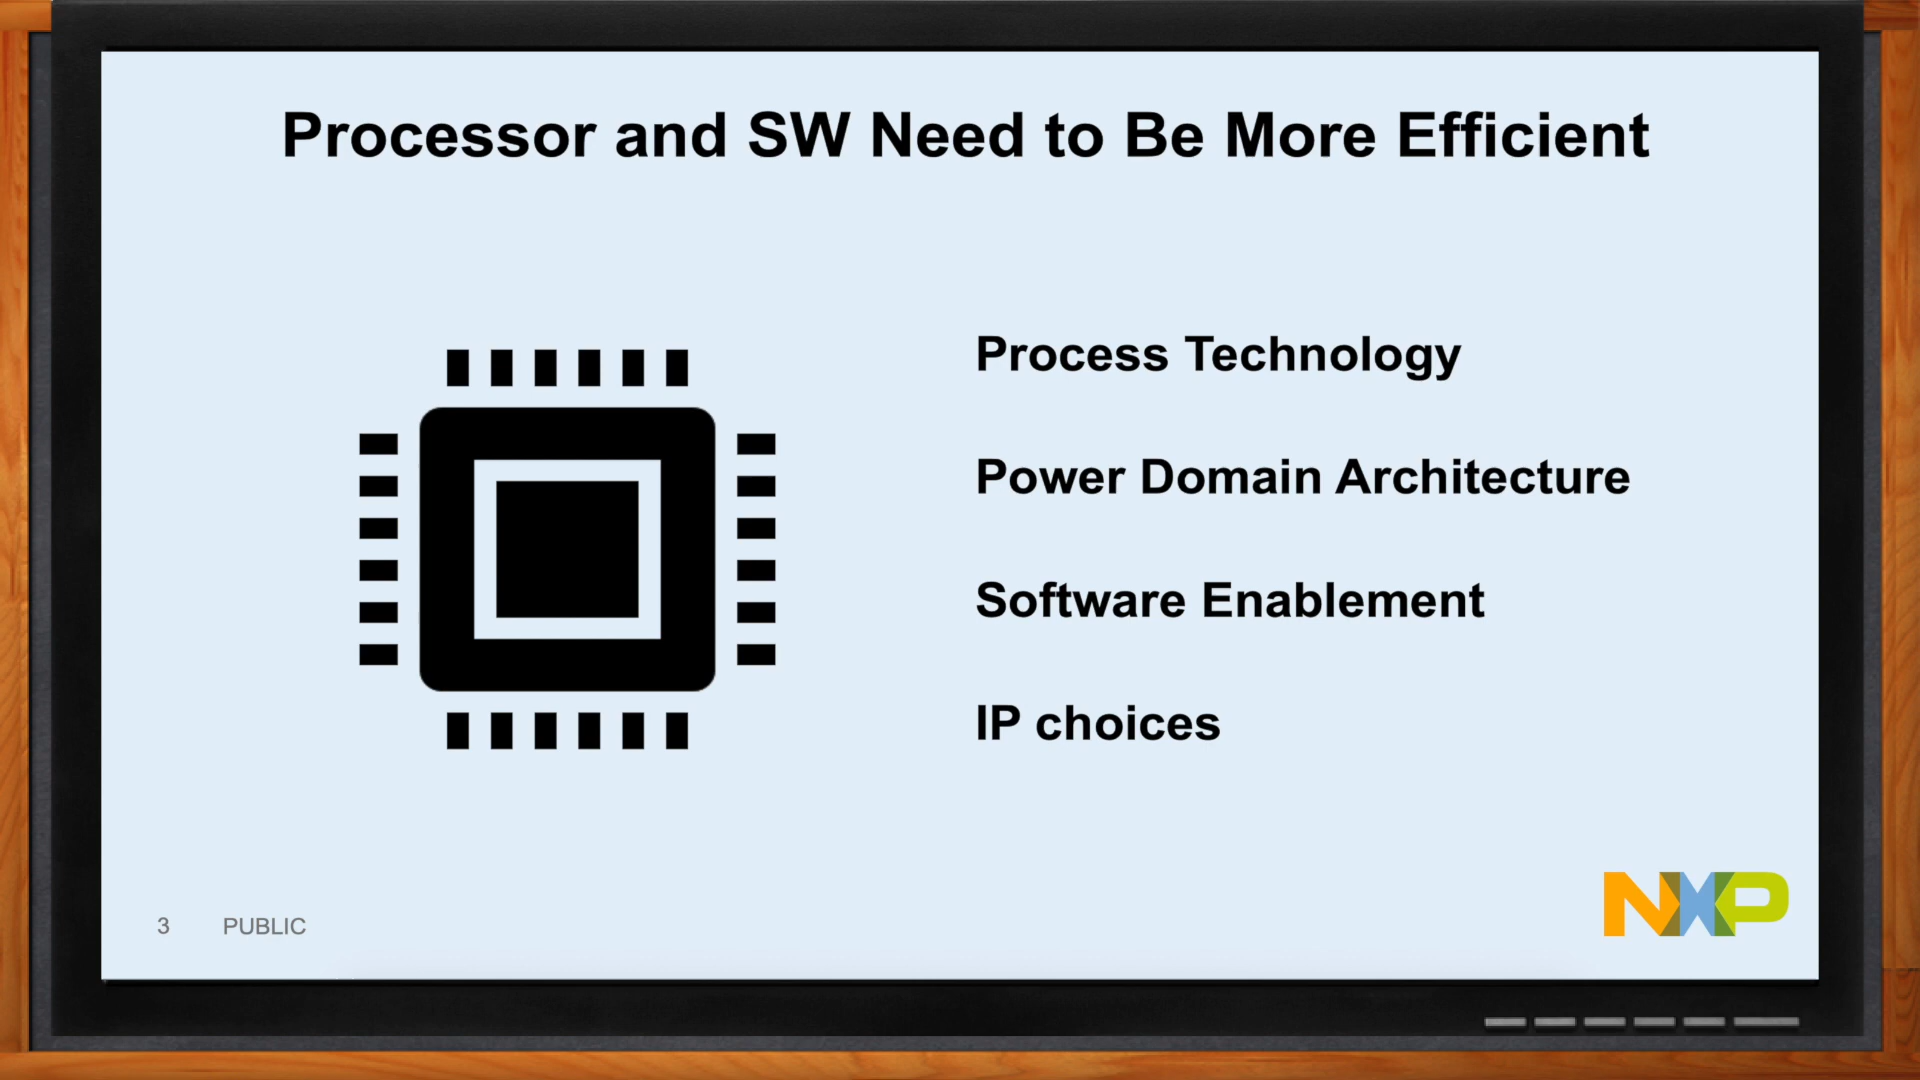 Processor and SW Need to Be More Efficient
Process Technology
Power Domain Architecture
Software Enablement
IP choices
3 PUBLIC
NXP